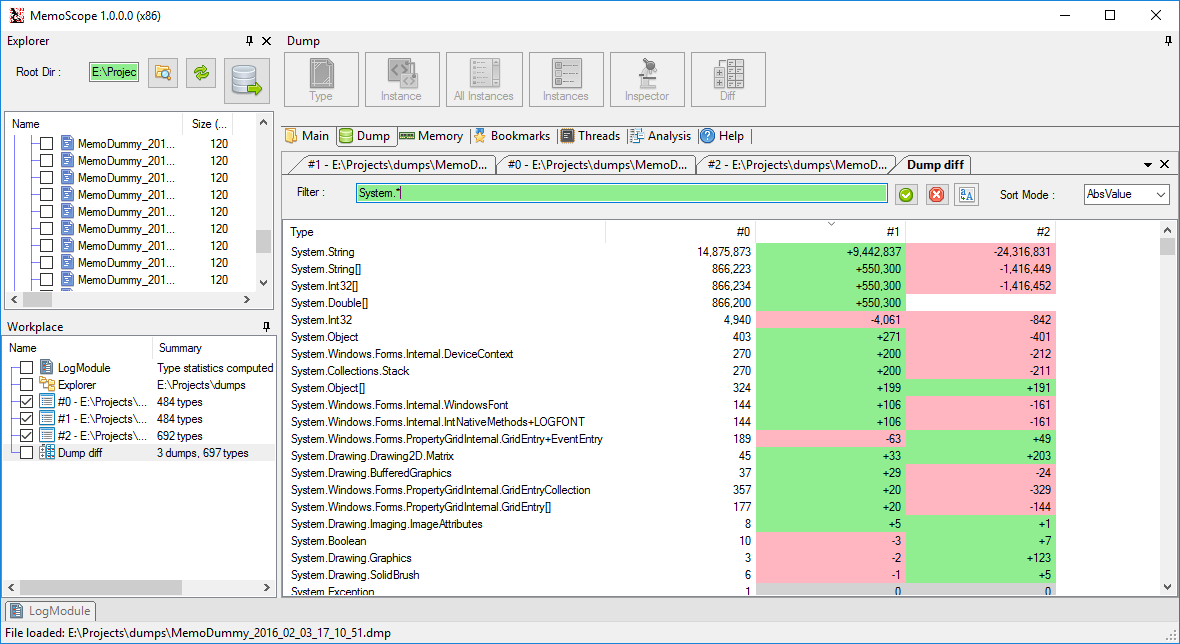 MemoScope 1.0.0.0 (x86)
Explorer
Root Dir :
E:\Projec
Name Size (...
MemoDummy_201... 120
MemoDummy_201... 120
MemoDummy_201... 120
MemoDummy_201... 120
MemoDummy_201... 120
MemoDummy_201... 120
MemoDummy_201... 120
MemoDummy_201... 120
MemoDummy_201... 120
Workplace
Name Summary
LogModule Type statistics computed
Explorer E:\Projects\dumps
#0 - E:\Projects\... 484 types
#1 - E:\Projects\... 484 types
#2 - E:\Projects\... 692 types
Dump diff 3 dumps, 697 types
Dump
Type Instance All Instances Instances Inspector Diff
Main Dump Memory Bookmarks Threads Analysis Help
#1 - E:\Projects\dumps\MemoD... #0 - E:\Projects\dumps\MemoD... #2 - E:\Projects\dumps\MemoD... Dump diff
Filter : System.* Sort Mode : AbsValue
Type #0 #1 #2
System.String 14,875,873 +9,442,837 -24,316,831
System.String[] 866,223 +550,300 -1,416,449
System.Int32[] 866,234 +550,300 -1,416,452
System.Double[] 866,200 +550,300
System.Int32 4,940 -4,061 -842
System.Object 403 +271 -401
System.Windows.Forms.Internal.DeviceContext 270 +200 -212
System.Collections.Stack 270 +200 -211
System.Object[] 324 +199 +191
System.Windows.Forms.Internal.WindowsFont 144 +106 -161
System.Windows.Forms.Internal.IntNativeMethods+LOGFONT 144 +106 -161
System.Windows.Forms.PropertyGridInternal.GridEntry+EventEntry 189 -63 +49
System.Drawing.Drawing2D.Matrix 45 +33 +203
System.Drawing.BufferedGraphics 37 +29 -24
System.Windows.Forms.PropertyGridInternal.GridEntryCollection 357 +20 -329
System.Windows.Forms.PropertyGridInternal.GridEntry[] 177 +20 -144
System.Drawing.Imaging.ImageAttributes 8 +5 +1
System.Boolean 10 -3 +7
System.Drawing.Graphics 3 -2 +123
System.Drawing.SolidBrush 6 -1 +5
System.Exception 1 0 0
LogModule
File loaded: E:\Projects\dumps\MemoDummy_2016_02_03_17_10_51.dmp